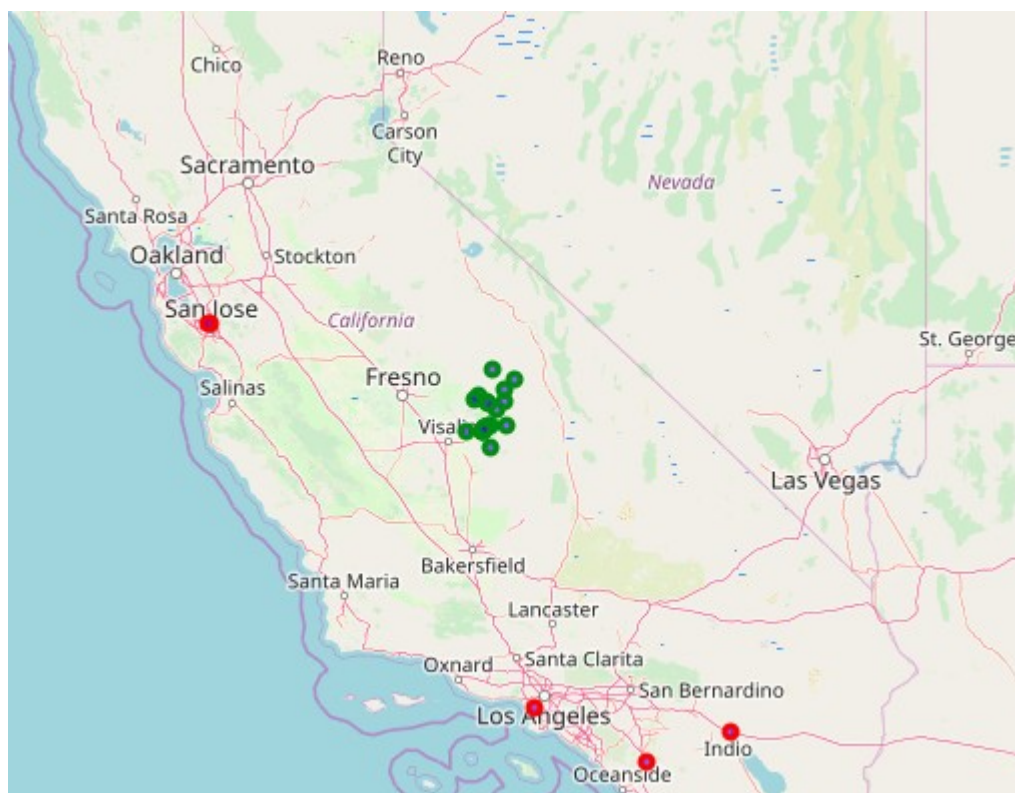 Chico
Reno
Carson
City
Sacramento
Nevada
Santa Rosa
Oakland
Stockton
San Jose
California
St. George
Salinas
Fresno
Las Vegas
Bakersfield
Santa Maria
Lancaster
Oxnard
Santa Clarita
San Bernardino
Los Angeles
Indio
Oceanside